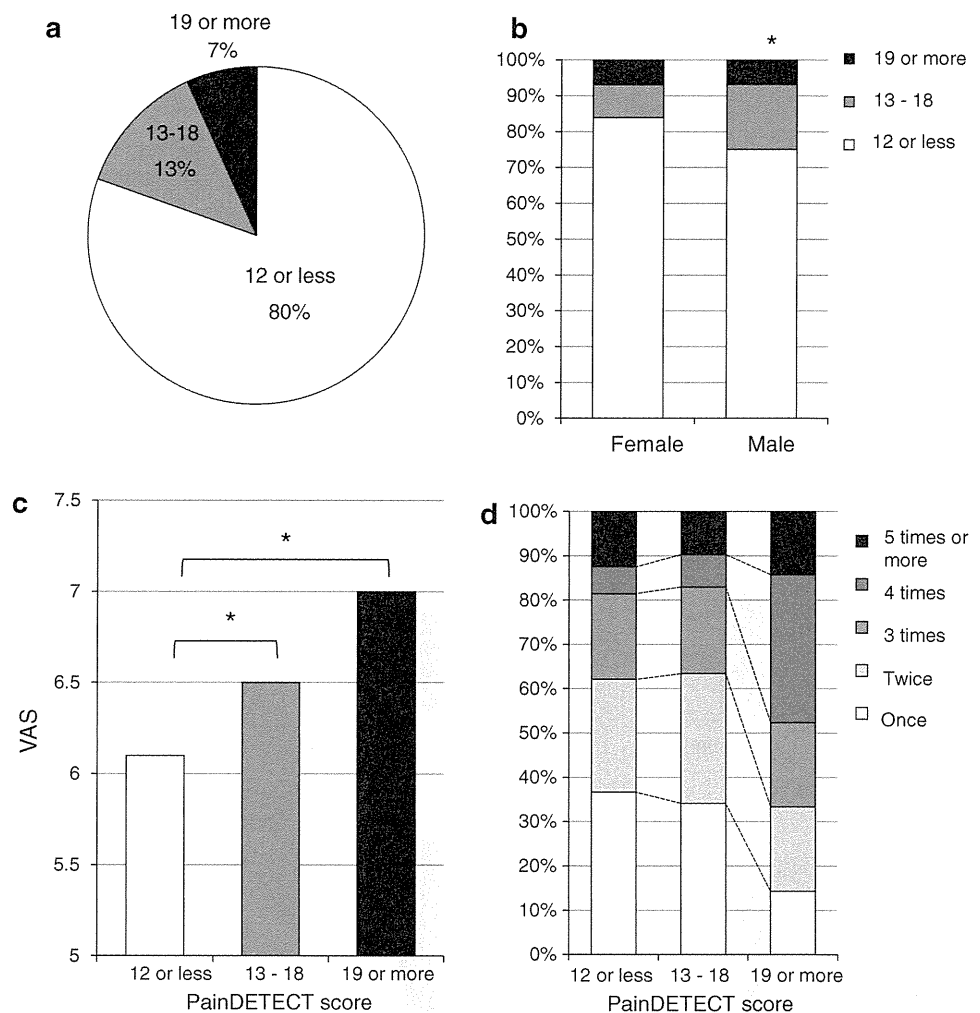 a
19 or more
7%
13-18
13%
12 or less
80%
b
*
100%
90%
80%
70%
60%
50%
40%
30%
20%
10%
0%
Female
Male
19 or more
13 - 18
12 or less
c
7.5
7
6.5
6
5.5
5
VAS
*
*
12 or less
13 - 18
19 or more
PainDETECT score
d
100%
90%
80%
70%
60%
50%
40%
30%
20%
10%
0%
12 or less
13 - 18
19 or more
PainDETECT score
5 times or
more
4 times
3 times
Twice
Once